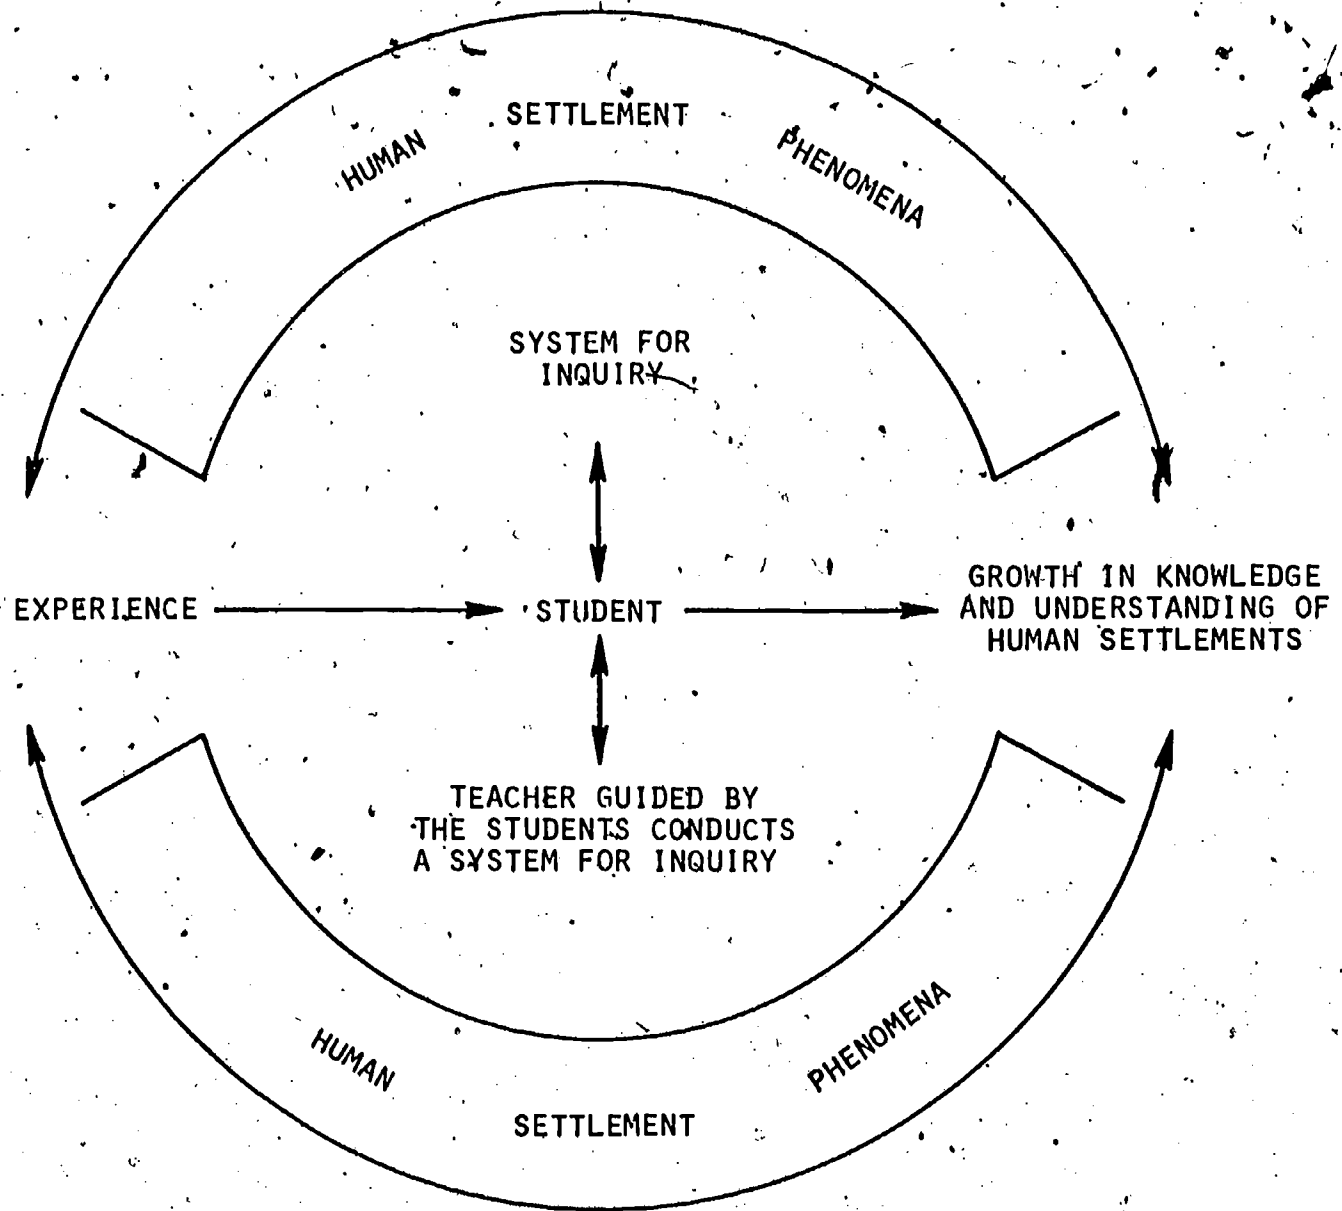 HUMAN SETTLEMENT PHENOMENA
SYSTEM FOR
INQUIRY
EXPERIENCE
STUDENT
GROWTH IN KNOWLEDGE
AND UNDERSTANDING OF
HUMAN SETTLEMENTS
TEACHER GUIDED BY
THE STUDENTS CONDUCTS
A SYSTEM FOR INQUIRY
HUMAN SETTLEMENT PHENOMENA